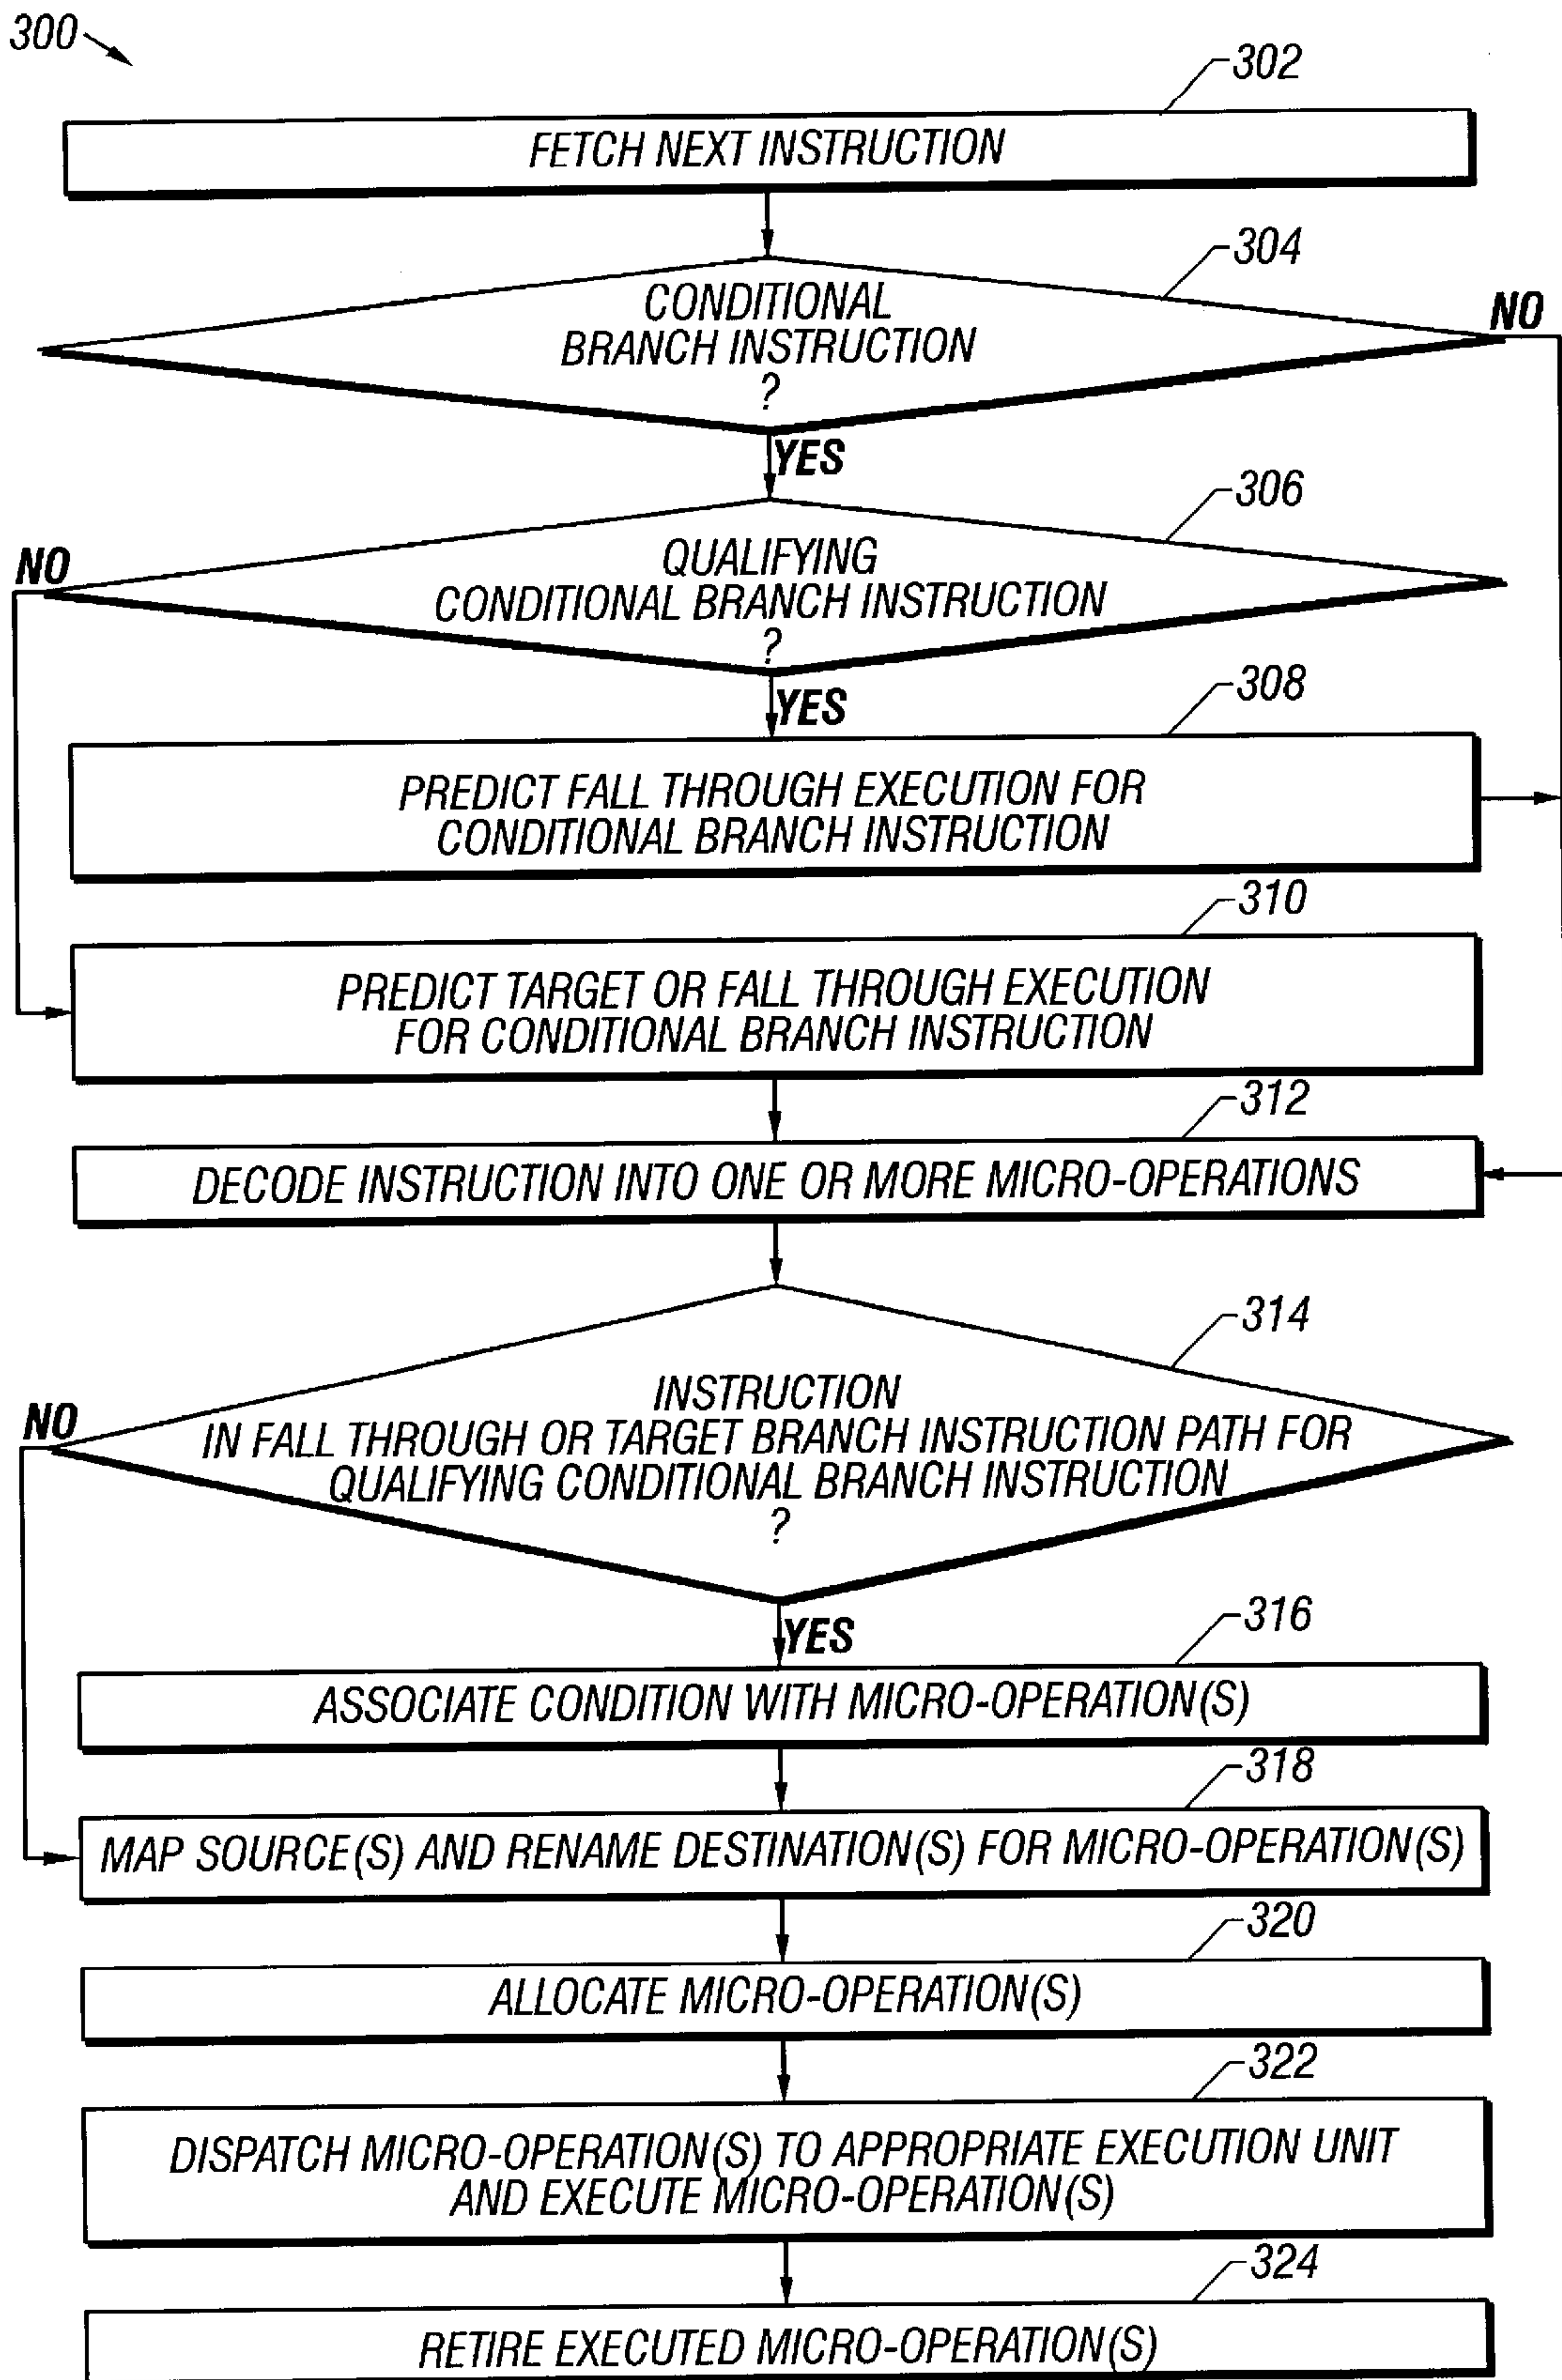 300
302
FETCH NEXT INSTRUCTION
304
CONDITIONAL
BRANCH INSTRUCTION
?
NO
YES
306
QUALIFYING
CONDITIONAL BRANCH INSTRUCTION
?
NO
YES
308
PREDICT FALL THROUGH EXECUTION FOR
CONDITIONAL BRANCH INSTRUCTION
310
PREDICT TARGET OR FALL THROUGH EXECUTION
FOR CONDITIONAL BRANCH INSTRUCTION
312
DECODE INSTRUCTION INTO ONE OR MORE MICRO-OPERATIONS
314
INSTRUCTION
IN FALL THROUGH OR TARGET BRANCH INSTRUCTION PATH FOR
QUALIFYING CONDITIONAL BRANCH INSTRUCTION
?
NO
YES
316
ASSOCIATE CONDITION WITH MICRO-OPERATION(S)
318
MAP SOURCE(S) AND RENAME DESTINATION(S) FOR MICRO-OPERATION(S)
320
ALLOCATE MICRO-OPERATION(S)
322
DISPATCH MICRO-OPERATION(S) TO APPROPRIATE EXECUTION UNIT
AND EXECUTE MICRO-OPERATION(S)
324
RETIRE EXECUTED MICRO-OPERATION(S)